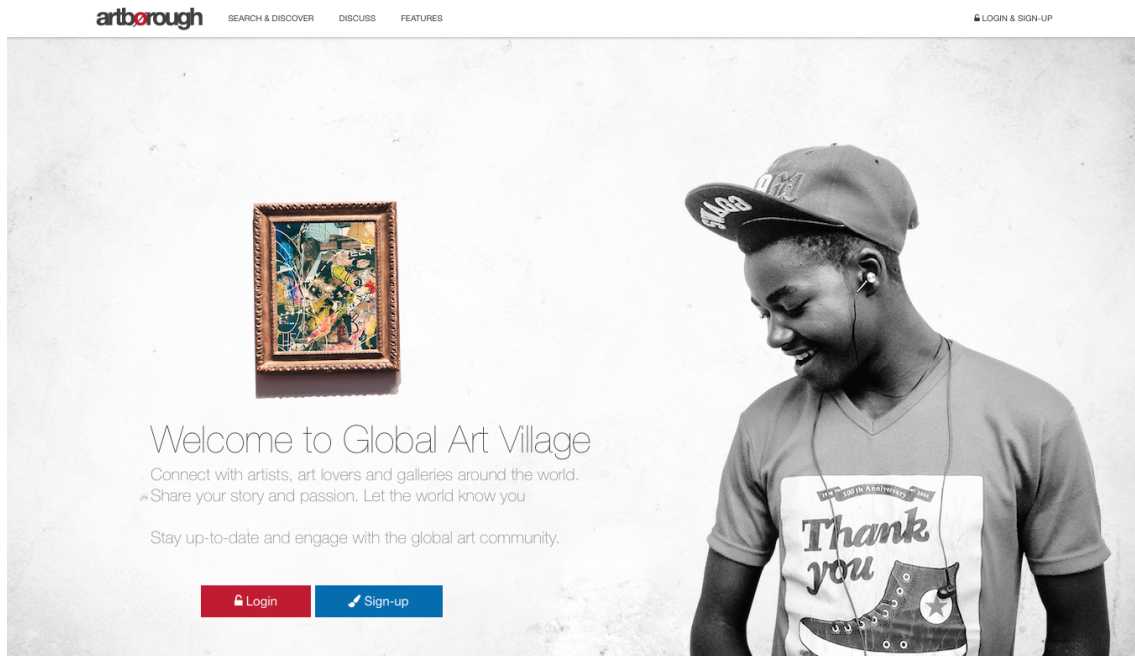 artbørough
SEARCH & DISCOVER
DISCUSS
FEATURES
LOGIN & SIGN-UP
SWAGG
Welcome to Global Art Village
Connect with artists, art lovers and galleries around the world.
Share your story and passion. Let the world know you
Stay up-to-date and engage with the global art community.
100th Anniversary
Thank
you
Login
Sign-up